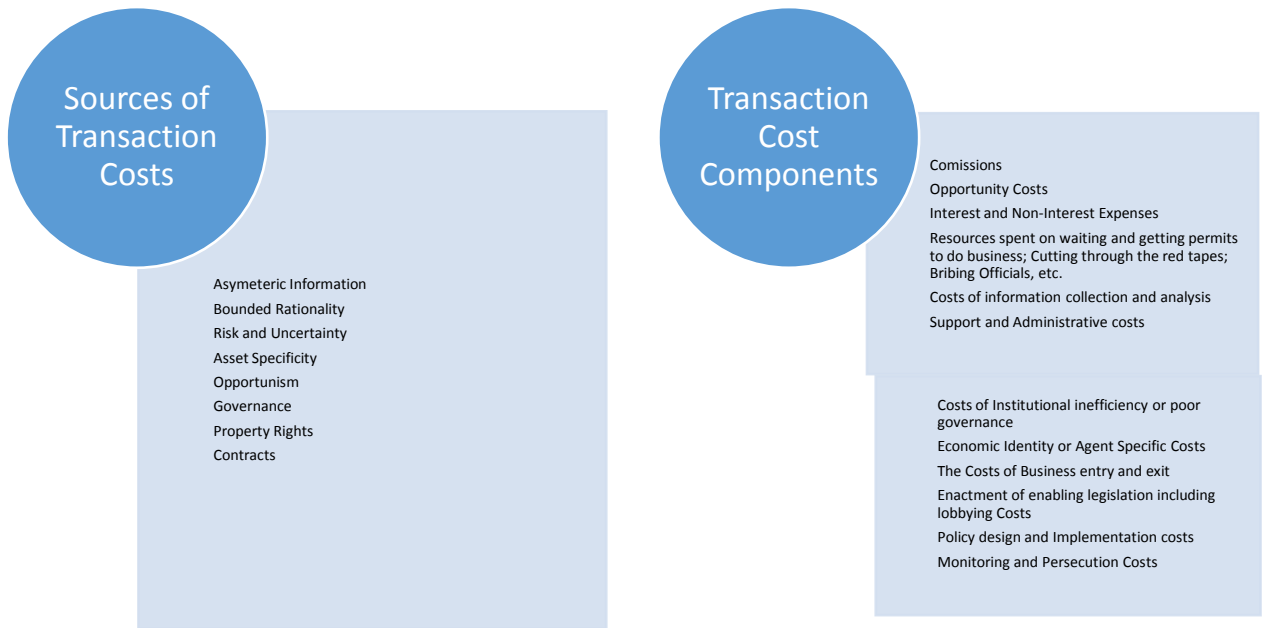 Sources of
Transaction
Costs
Asymeteric Information
Bounded Rationality
Risk and Uncertainty
Asset Specificity
Opportunism
Governance
Property Rights
Contracts
Transaction
Cost
Components
Comissions
Opportunity Costs
Interest and Non-Interest Expenses
Resources spent on waiting and getting permits
to do business; Cutting through the red tapes;
Bribing Officials, etc.
Costs of information collection and analysis
Support and Administrative costs
Costs of Institutional inefficiency or poor
governance
Economic Identity or Agent Specific Costs
The Costs of Business entry and exit
Enactment of enabling legislation including
lobbying Costs
Policy design and Implementation costs
Monitoring and Persecution Costs